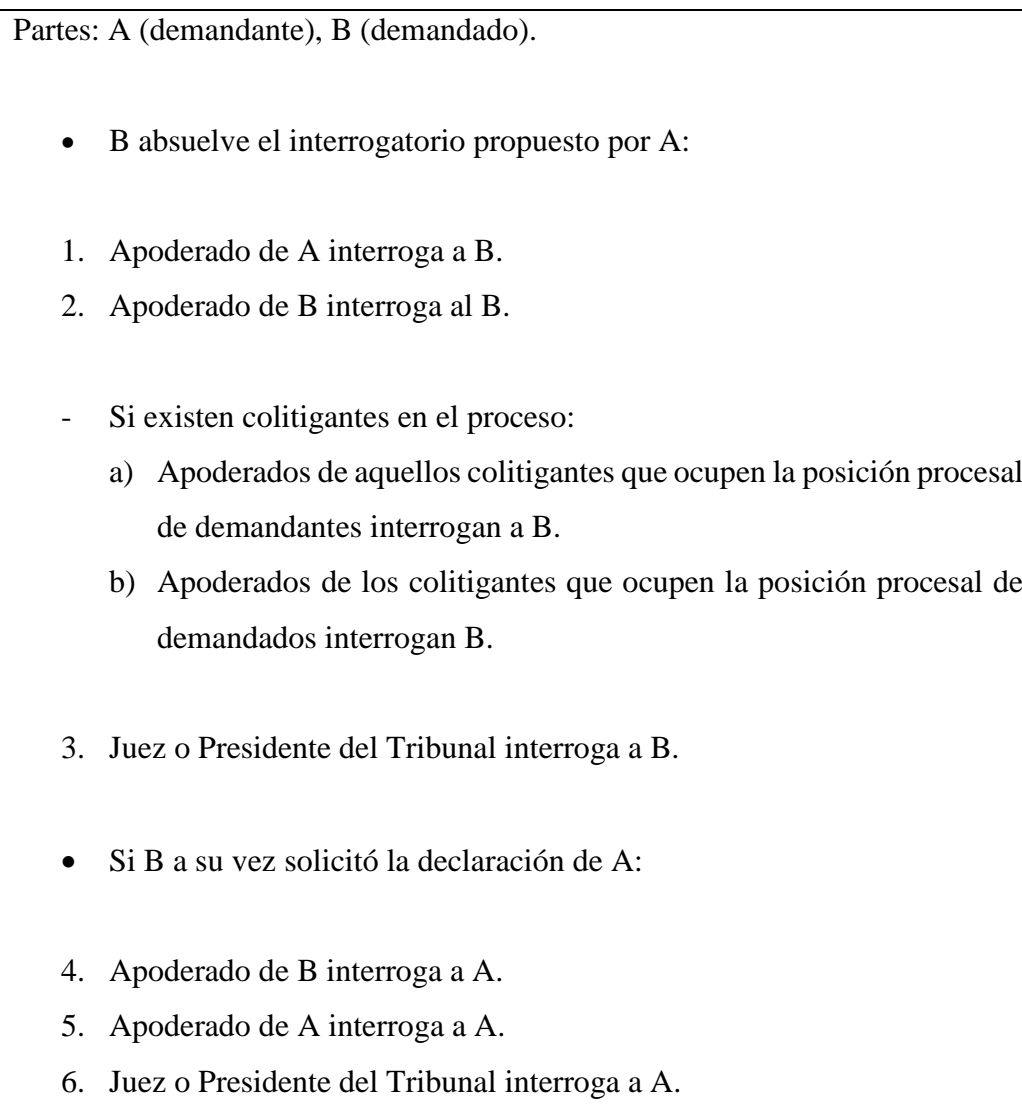 Partes: A (demandante), B (demandado).
• B absuelve el interrogatorio propuesto por A:
1. Apoderado de A interroga a B.
2. Apoderado de B interroga al B.
- Si existen colitigantes en el proceso:
a) Apoderados de aquellos colitigantes que ocupen la posición procesal
de demandantes interrogan a B.
b) Apoderados de los colitigantes que ocupen la posición procesal de
demandados interrogan B.
3. Juez o Presidente del Tribunal interroga a B.
• Si B a su vez solicitó la declaración de A:
4. Apoderado de B interroga a A.
5. Apoderado de A interroga a A.
6. Juez o Presidente del Tribunal interroga a A.